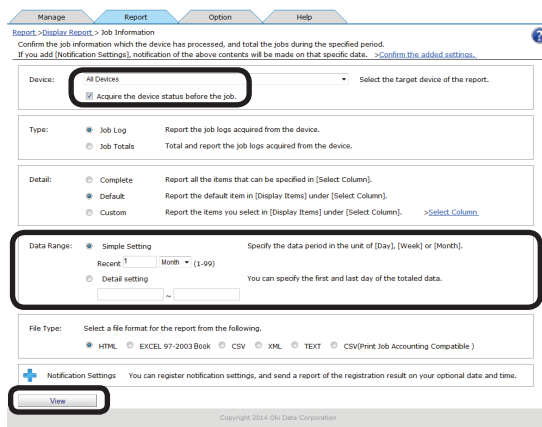 Manage Report Option Help
Report >Display Report > Job Information
Confirm the job information which the device has processed, and total the jobs during the specified period.
If you add [Notification Settings], notification of the above contents will be made on that specific date. >Confirm the added settings.
Device: All Devices Select the target device of the report.
Acquire the device status before the job.
Type: Job Log Report the job logs acquired from the device.
Job Totals Total and report the job logs acquired from the device.
Detail: Complete Report all the items that can be specified in [Select Column].
Default Report the default item in [Display Items] under [Select Column].
Custom Report the items you select in [Display Items] under [Select Column]. >Select Column
Data Range: Simple Setting Specify the data period in the unit of [Day], [Week] or [Month].
Recent 1 Month (1-99)
Detail setting You can specify the first and last day of the totaled data.
~
File Type: Select a file format for the report from the following.
HTML EXCEL 97-2003 Book CSV XML TEXT CSV(Print Job Accounting Compatible )
Notification Settings You can register notification settings, and send a report of the registration result on your optional date and time.
View
Copyright 2014 Oki Data Corporation